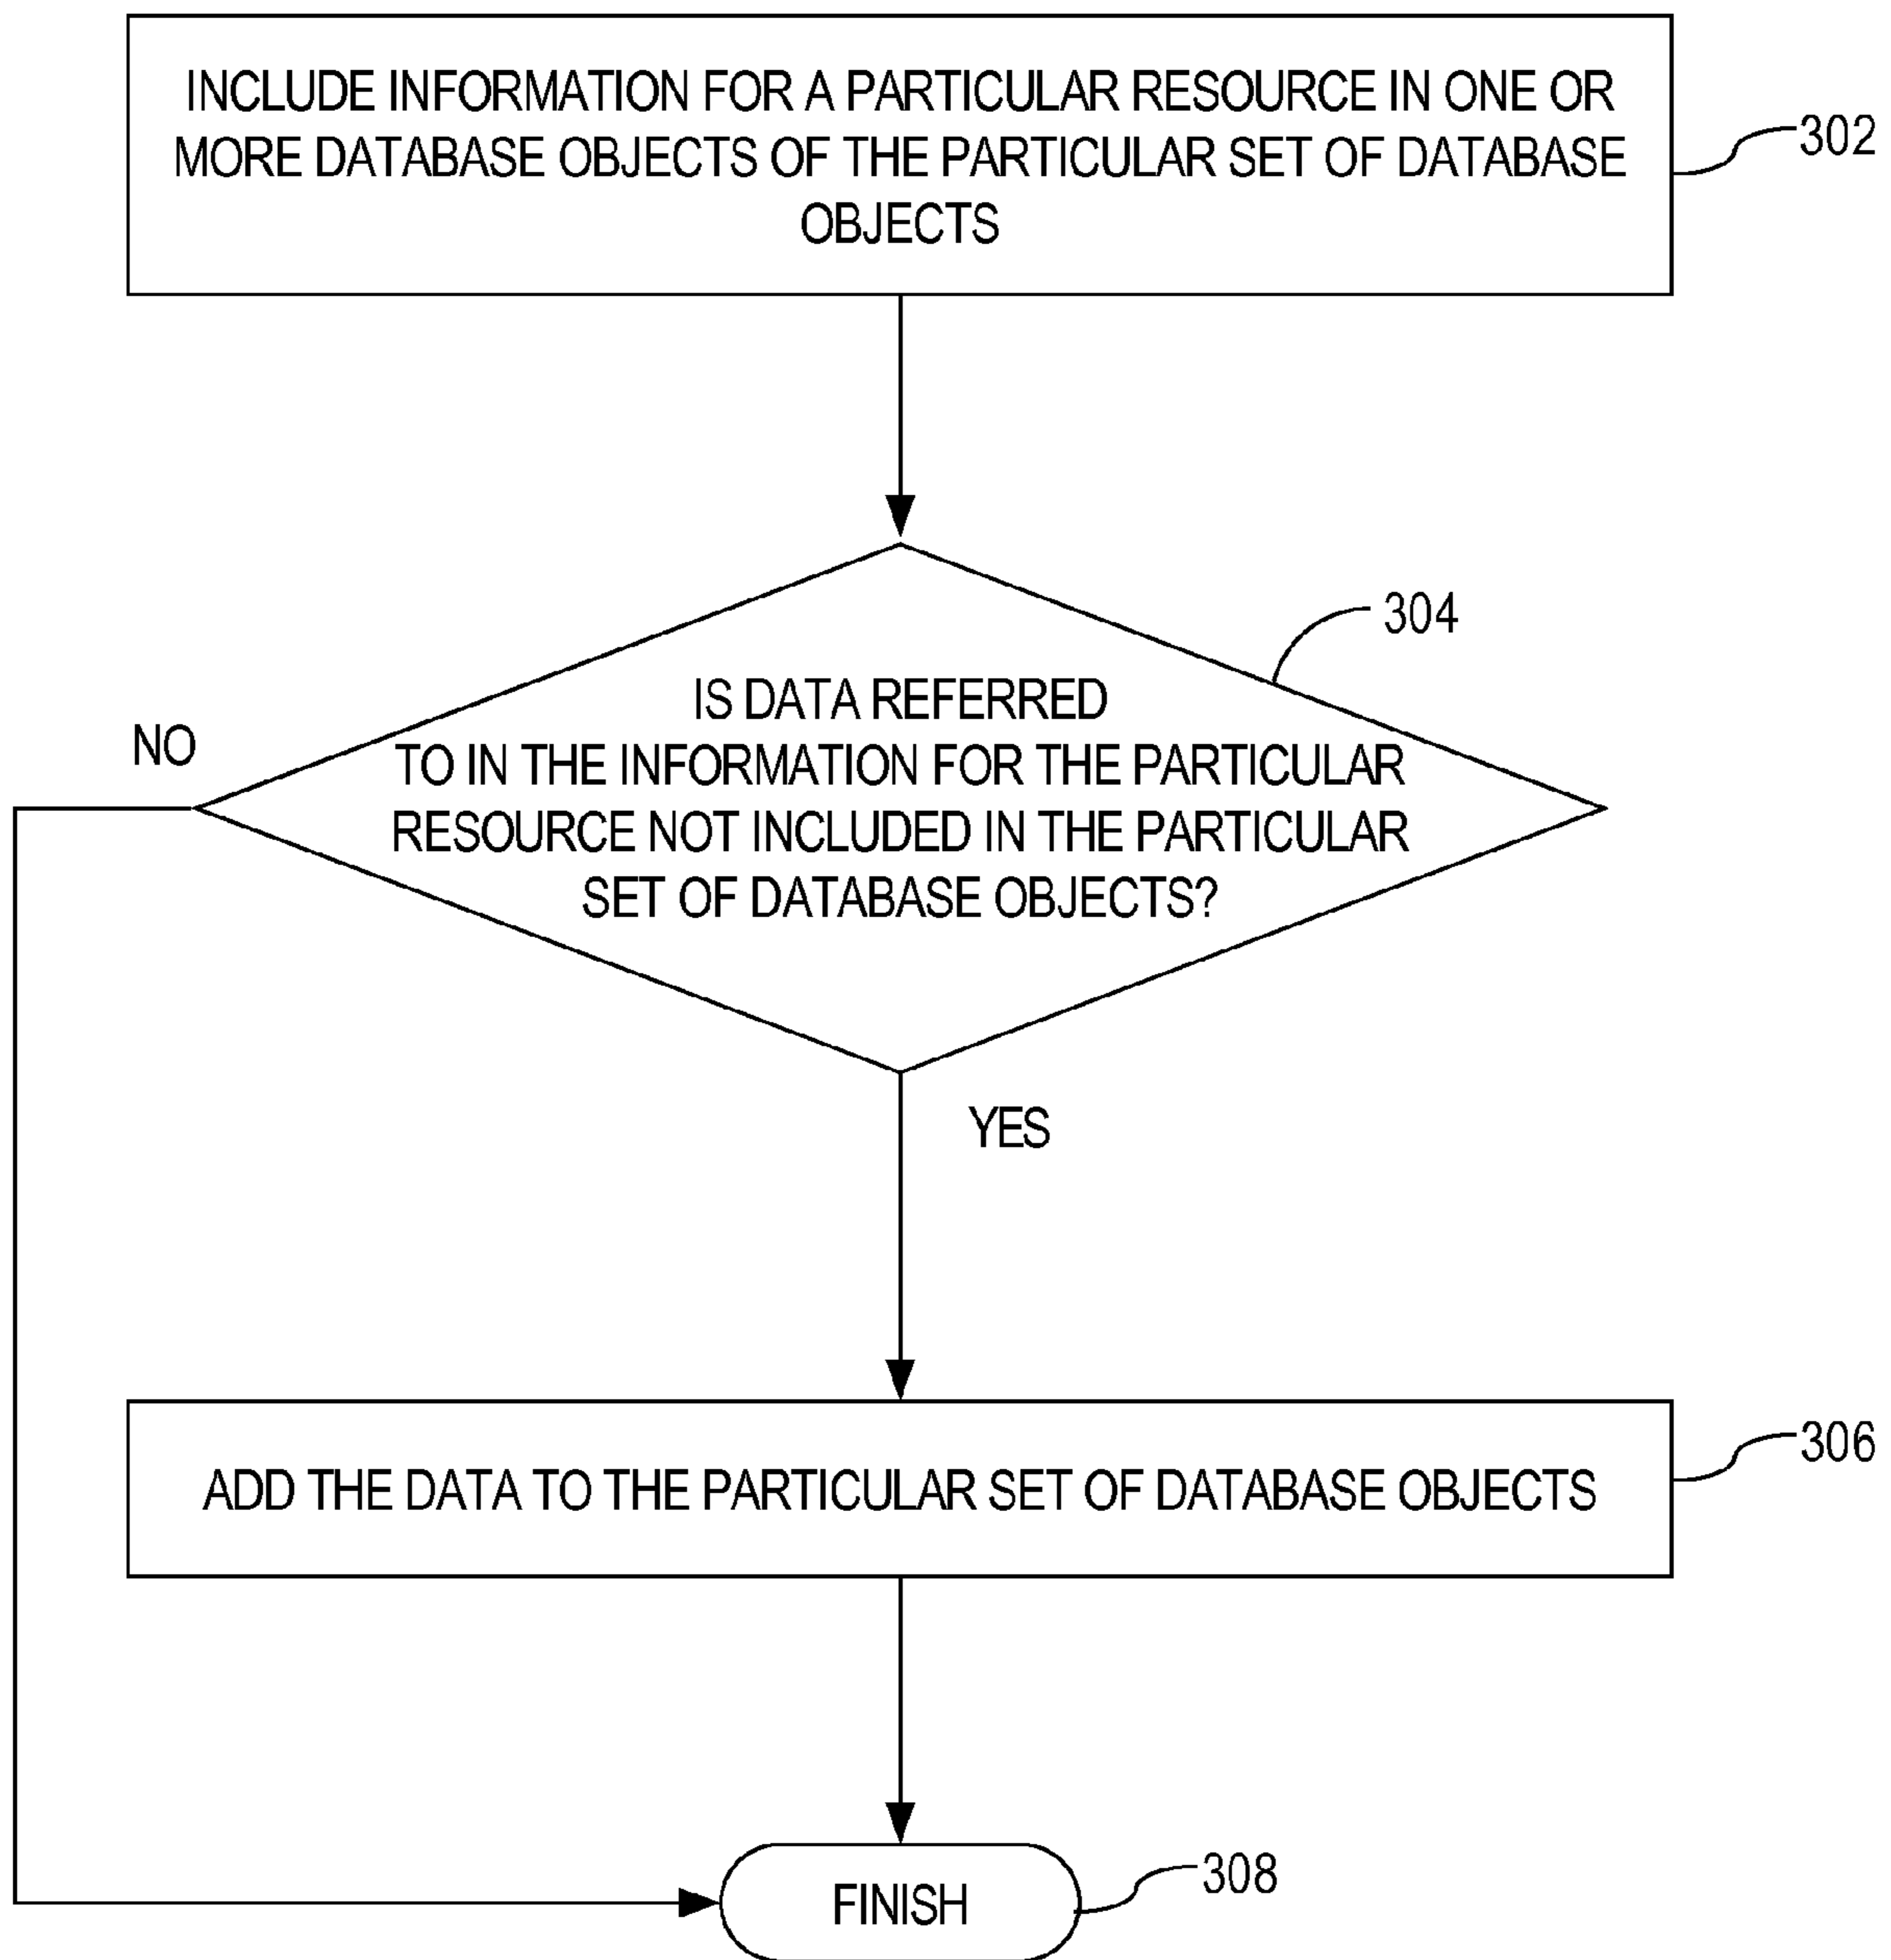 INCLUDE INFORMATION FOR A PARTICULAR RESOURCE IN ONE OR
MORE DATABASE OBJECTS OF THE PARTICULAR SET OF DATABASE
OBJECTS
302
304
IS DATA REFERRED
TO IN THE INFORMATION FOR THE PARTICULAR
RESOURCE NOT INCLUDED IN THE PARTICULAR
SET OF DATABASE OBJECTS?
NO
YES
ADD THE DATA TO THE PARTICULAR SET OF DATABASE OBJECTS
306
FINISH
308